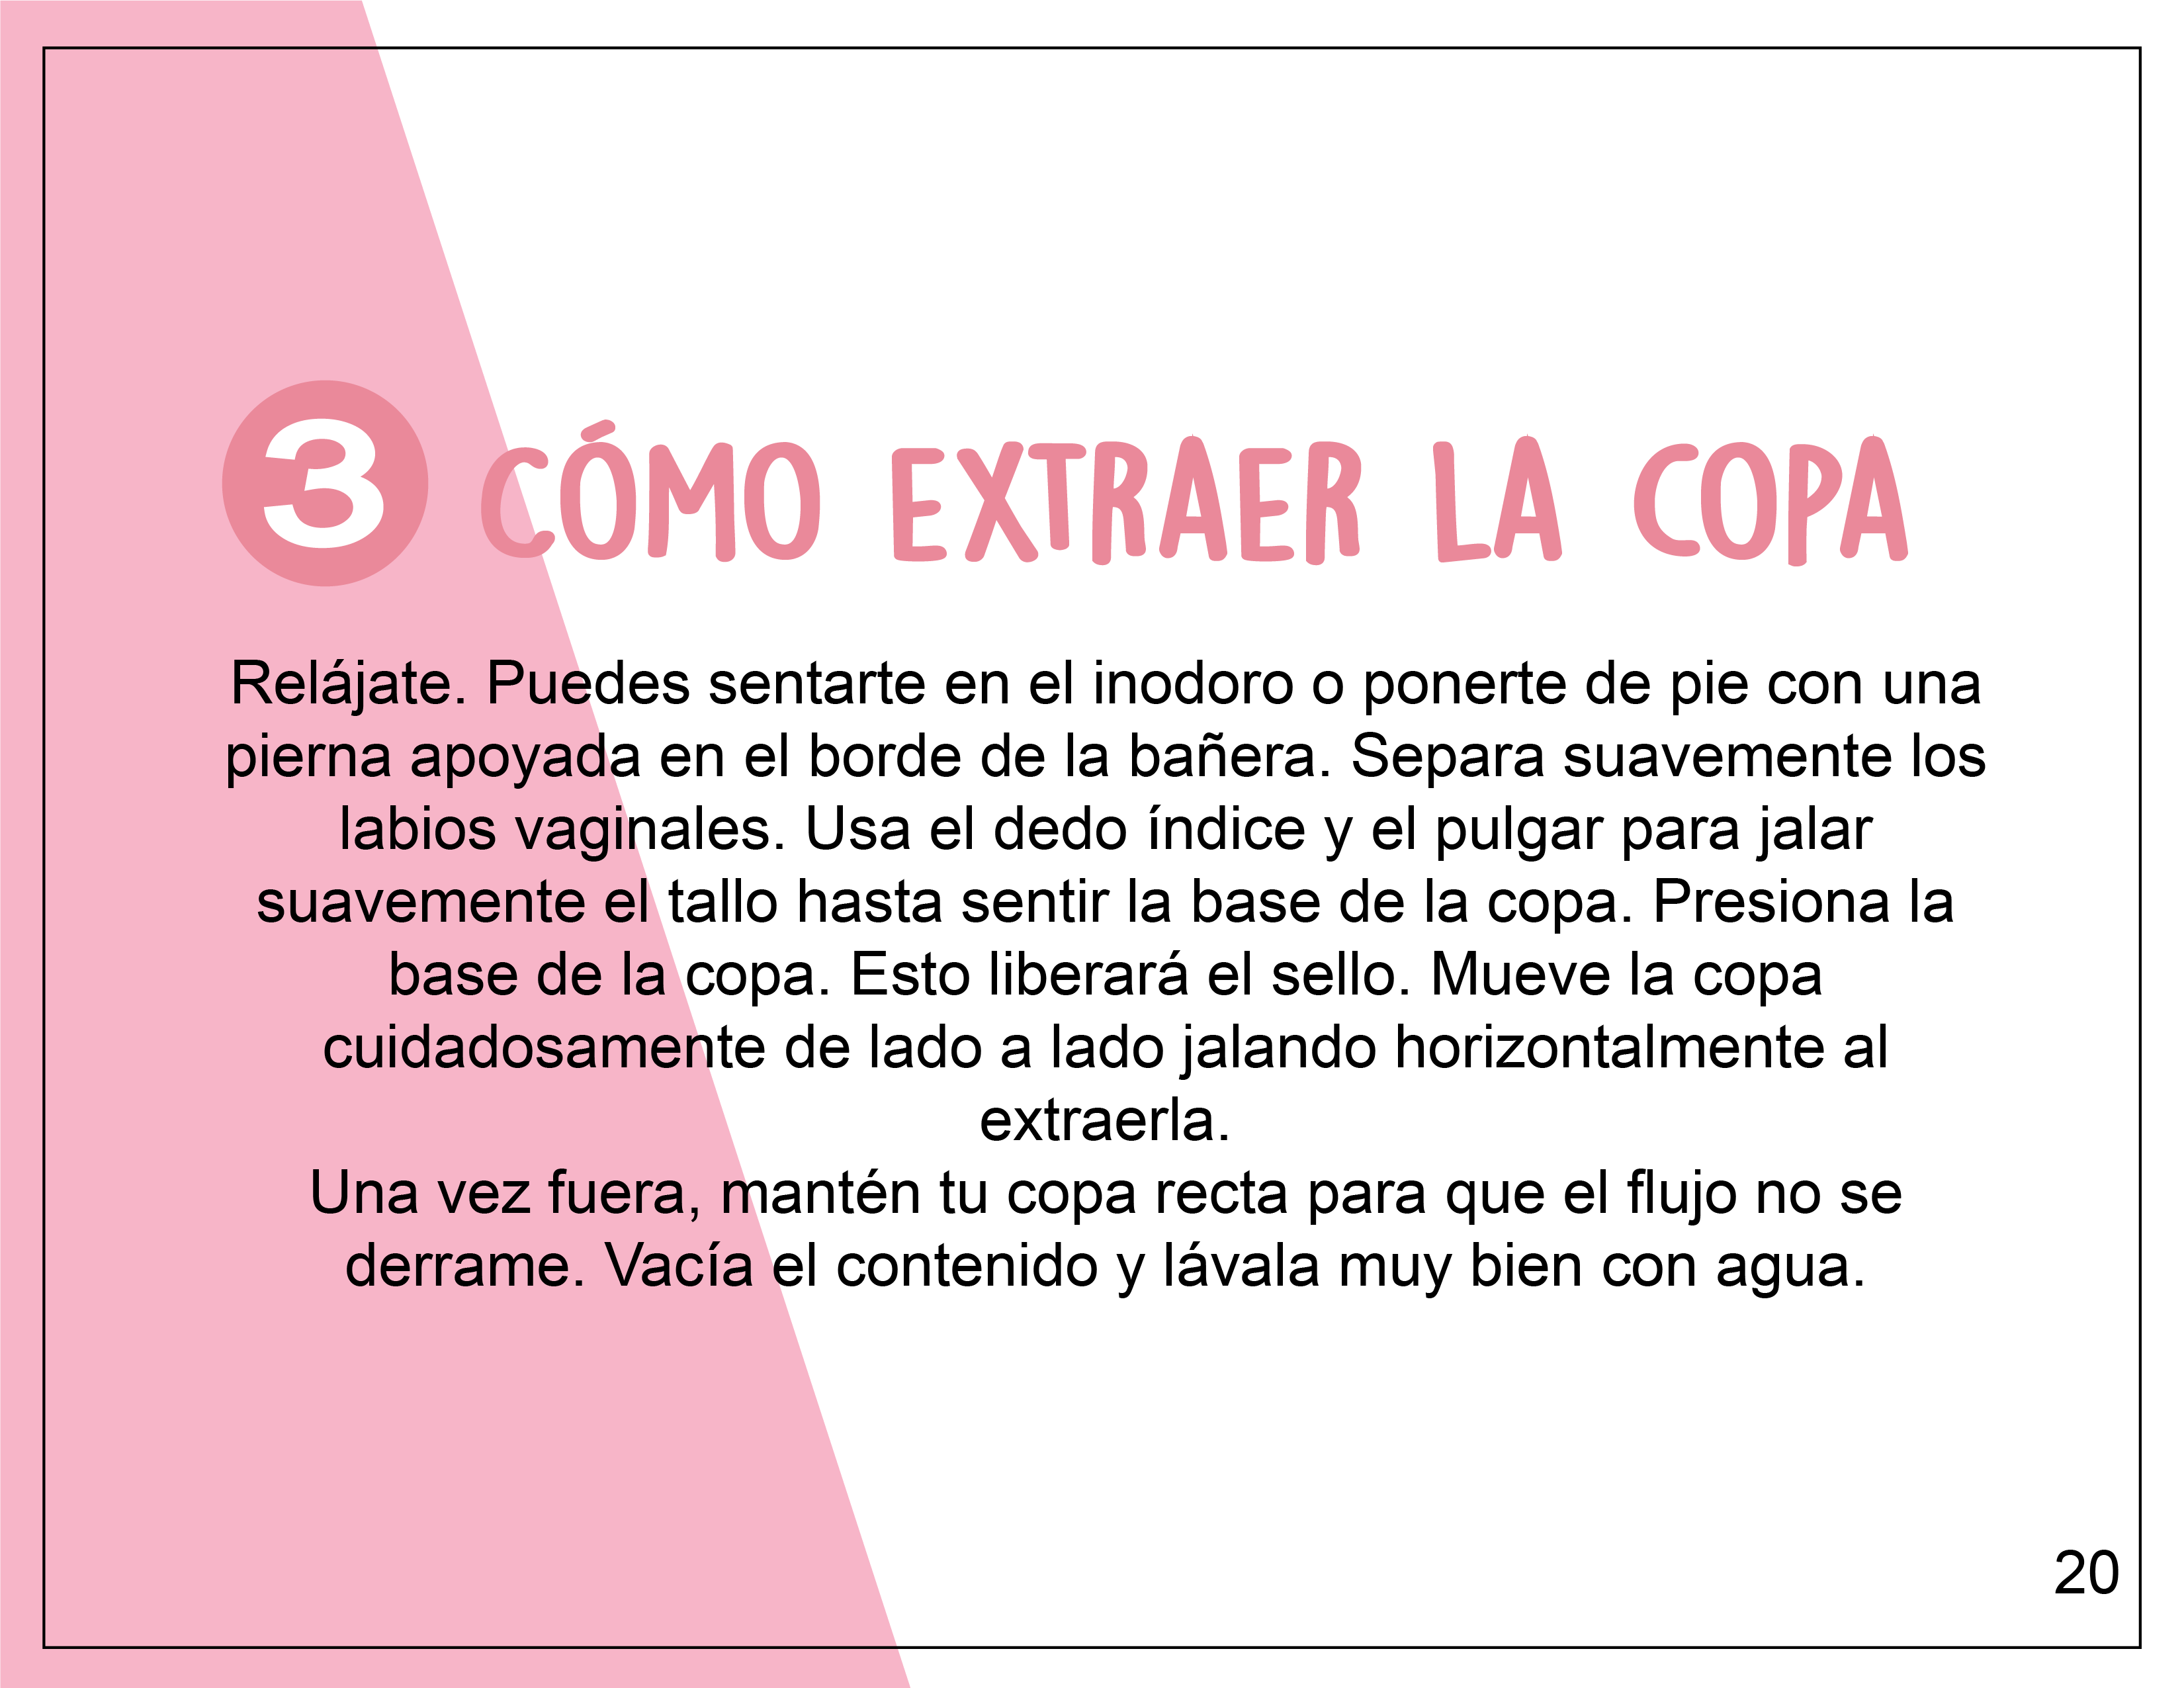 3 CÓMO EXTRAER LA COPA
Relájate. Puedes sentarte en el inodoro o ponerte de pie con una
pierna apoyada en el borde de la bañera. Separa suavemente los
labios vaginales. Usa el dedo índice y el pulgar para jalar
suavemente el tallo hasta sentir la base de la copa. Presiona la
base de la copa. Esto liberará el sello. Mueve la copa
cuidadosamente de lado a lado jalando horizontalmente al
extraerla.
Una vez fuera, mantén tu copa recta para que el flujo no se
derrame. Vacía el contenido y lávala muy bien con agua.
20